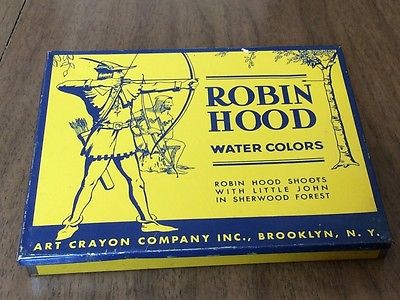 ROBIN
HOOD
WATER COLORS
ROBIN HOOD SHOOTS
WITH LITTLE JOHN
IN SHERWOOD FOREST
ART CRAYON COMPANY INC., BROOKLYN, N. Y.